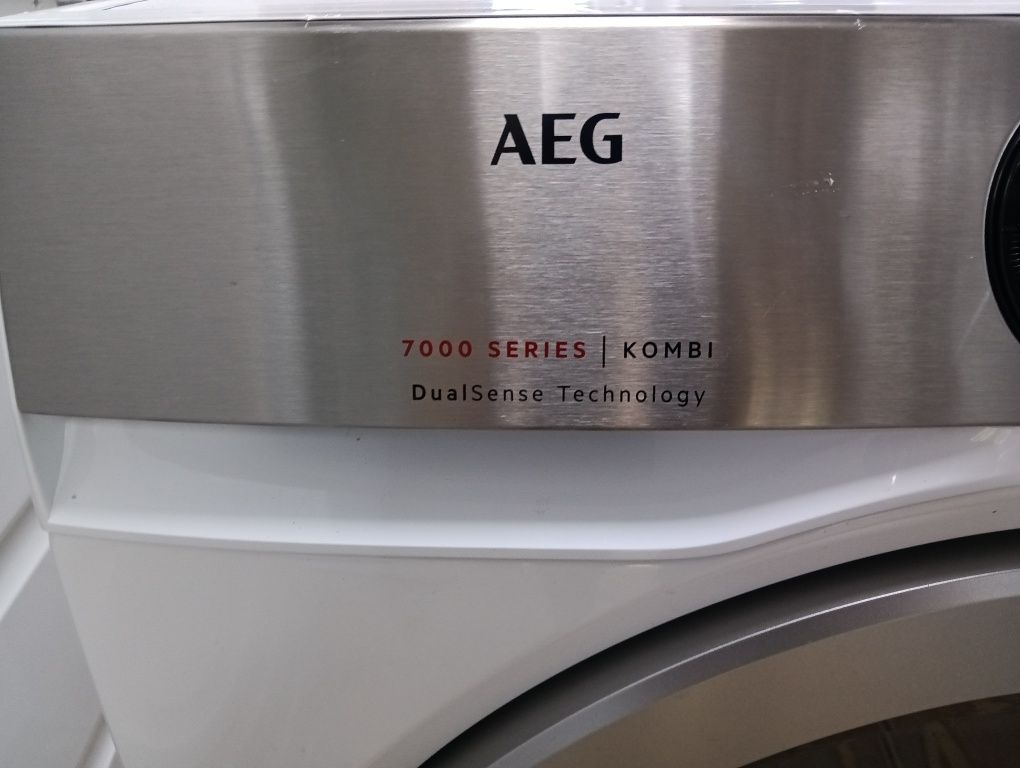 AEG
7000 SERIES | KOMBI
DualSense Technology